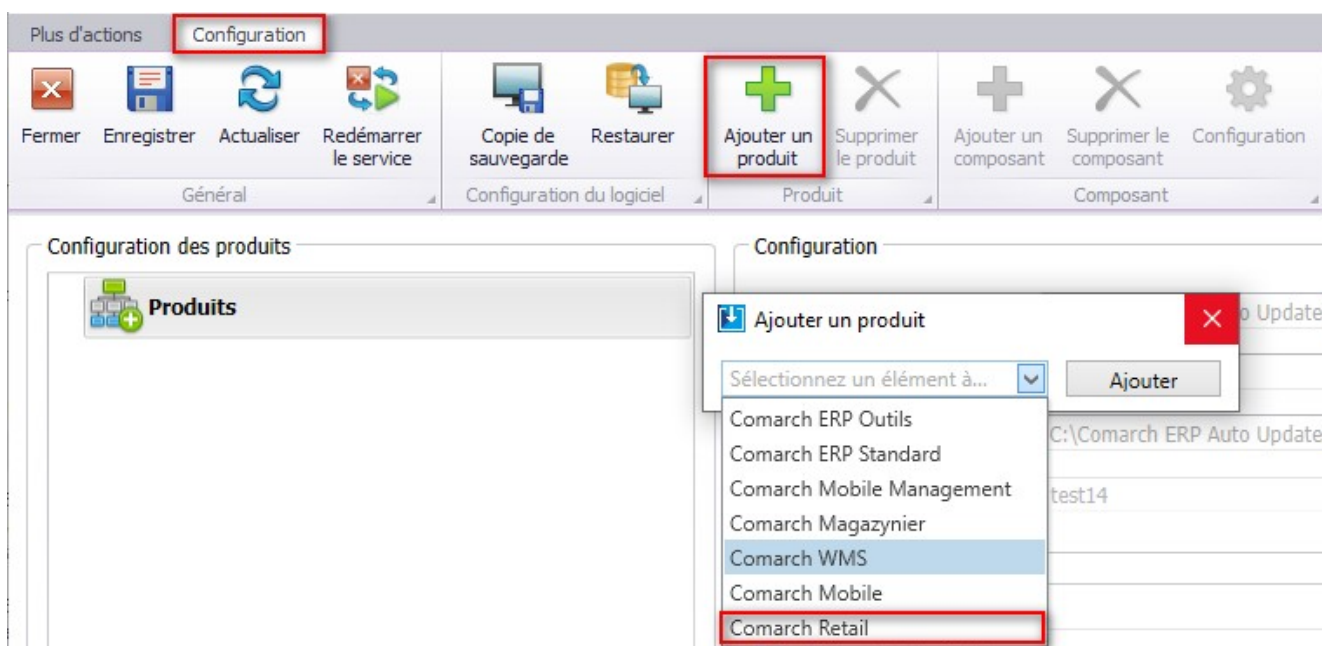 Plus d'actions Configuration
Fermer Enregistrer Actualiser Redémarrer le service Copie de sauvegarde Restaurer Ajouter un produit Supprimer le produit Ajouter un composant Supprimer le composant Configuration
Général Configuration du logiciel Produit Composant
Configuration des produits
Produits
Configuration
o Update
Ajouter un produit
Sélectionnez un élément à... Ajouter
Comarch ERP Outils
C:\Comarch ERP Auto Update
Comarch ERP Standard
Comarch Mobile Management
test14
Comarch Magazynier
Comarch WMS
Comarch Mobile
Comarch Retail